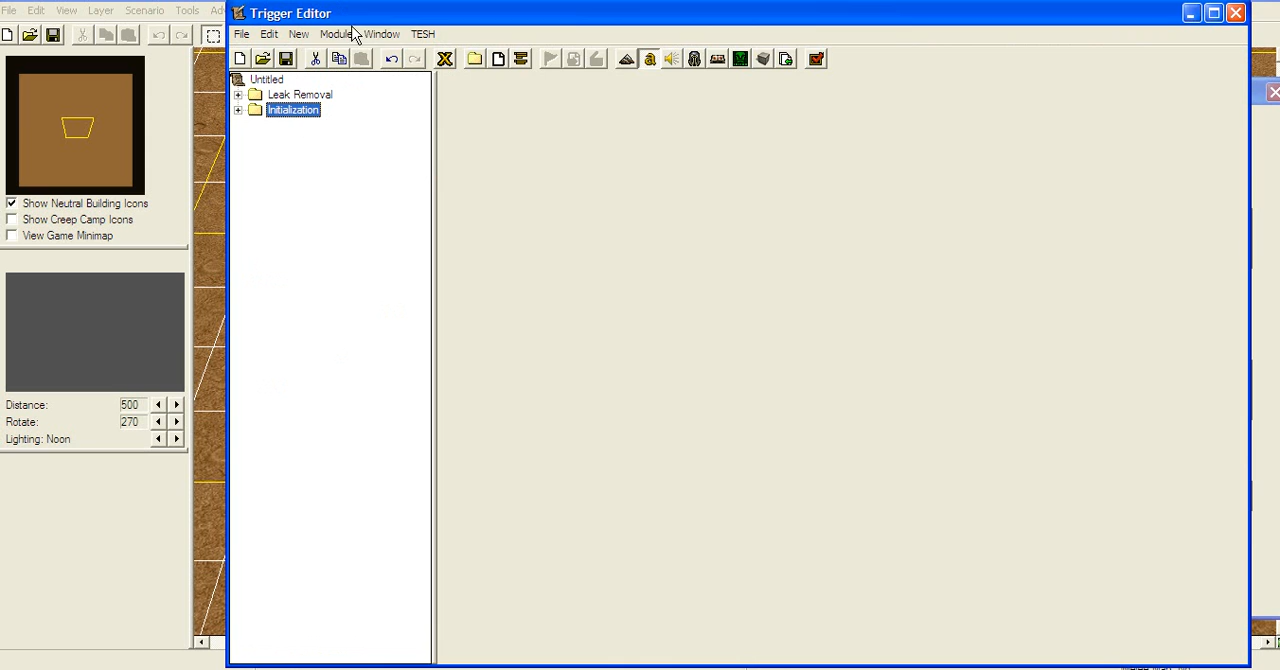 File Edit View Layer Scenario Tools
Trigger Editor
File Edit New Module Window TESH
Untitled
Leak Removal
Initialization
Show Neutral Building Icons
Show Creep Camp Icons
View Game Minimap
Distance: 500
Rotate: 270
Lighting: Noon